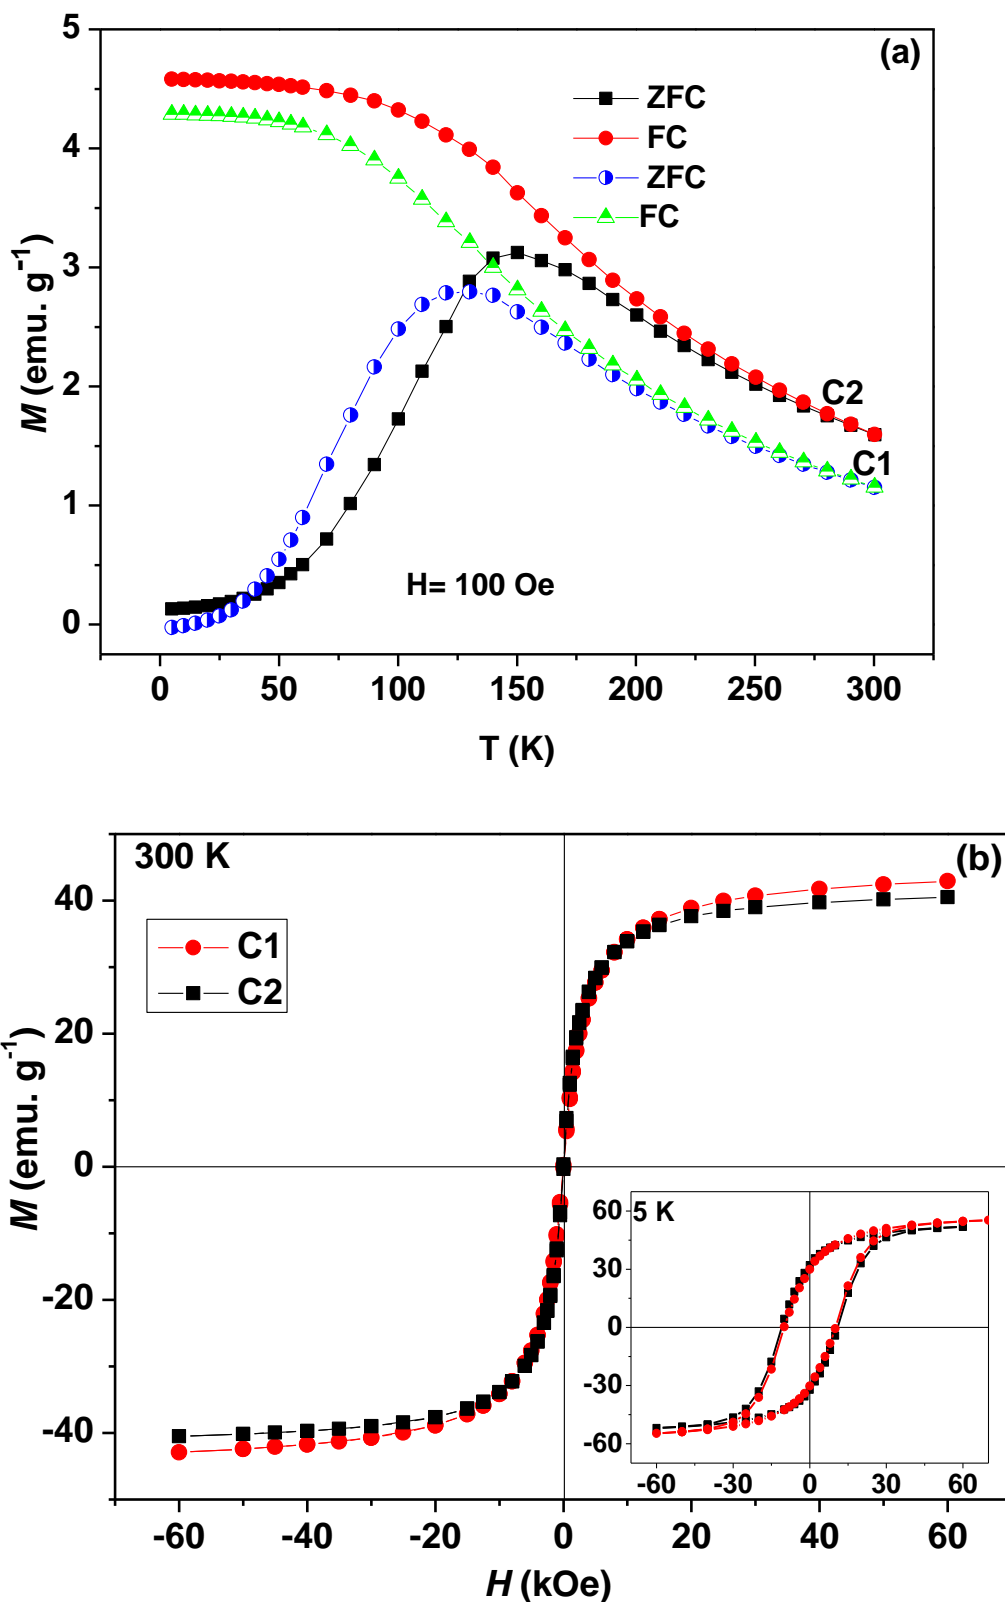 (a)
5
4
3
2
1
0
M (emu. g⁻¹)
ZFC
FC
ZFC
FC
C2
C1
H= 100 Oe
0 50 100 150 200 250 300
T (K)
300 K
(b)
C1
C2
40
20
0
-20
-40
M (emu. g⁻¹)
5 K
60
30
0
-30
-60
-60 -30 0 30 60
-60 -40 -20 0 20 40 60
H (kOe)